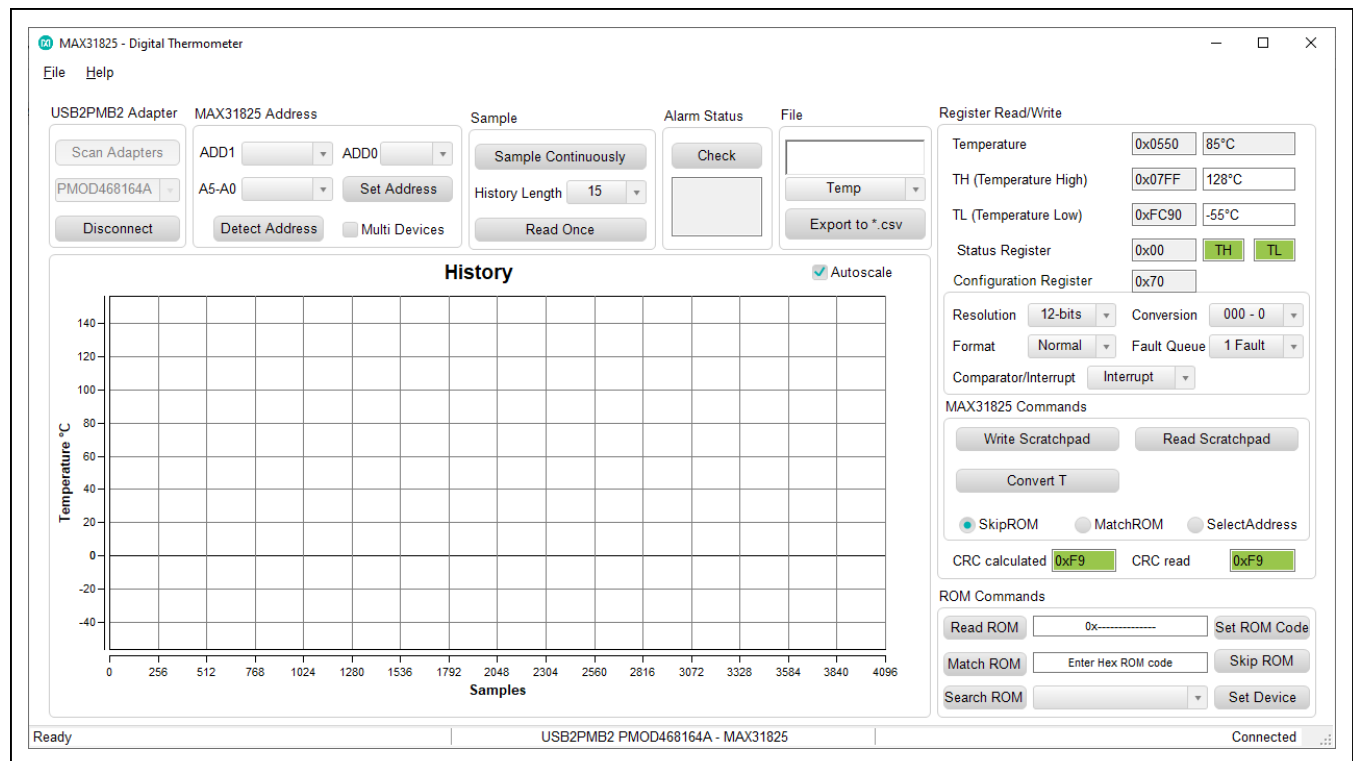 MAX31825 - Digital Thermometer
File Help
USB2PMB2 Adapter
Scan Adapters
PMOD468164A
Disconnect
MAX31825 Address
ADD1 ADD0
A5-A0 Set Address
Detect Address Multi Devices
Sample
Sample Continuously
History Length 15
Read Once
Alarm Status
Check
File
Temp
Export to *.csv
History
Autoscale
Temperature °C
140
120
100
80
60
40
20
0
-20
-40
0 256 512 768 1024 1280 1536 1792 2048 2304 2560 2816 3072 3328 3584 3840 4096
Samples
Register Read/Write
Temperature 0x0550 85°C
TH (Temperature High) 0x07FF 128°C
TL (Temperature Low) 0xFC90 -55°C
Status Register 0x00 TH TL
Configuration Register 0x70
Resolution 12-bits Conversion 000 - 0
Format Normal Fault Queue 1 Fault
Comparator/Interrupt Interrupt
MAX31825 Commands
Write Scratchpad Read Scratchpad
Convert T
SkipROM MatchROM SelectAddress
CRC calculated 0xF9 CRC read 0xF9
ROM Commands
Read ROM 0x-------------- Set ROM Code
Match ROM Enter Hex ROM code Skip ROM
Search ROM Set Device
Ready USB2PMB2 PMOD468164A - MAX31825 Connected